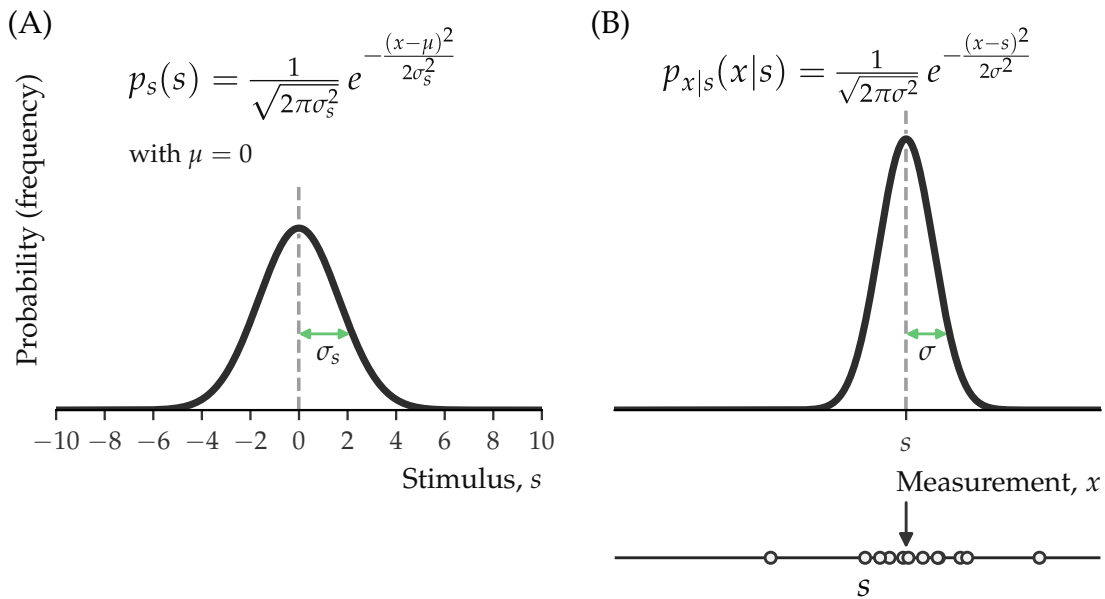 (A)
p_s(s) = \frac{1}{\sqrt{2\pi\sigma_s^2}} e^{-\frac{(x-\mu)^2}{2\sigma_s^2}}
with μ = 0
Probability (frequency)
σ_s
−10 −8 −6 −4 −2 0 2 4 6 8 10
Stimulus, s
(B)
p_{x|s}(x|s) = \frac{1}{\sqrt{2\pi\sigma^2}} e^{-\frac{(x-s)^2}{2\sigma^2}}
σ
s
Measurement, x
s